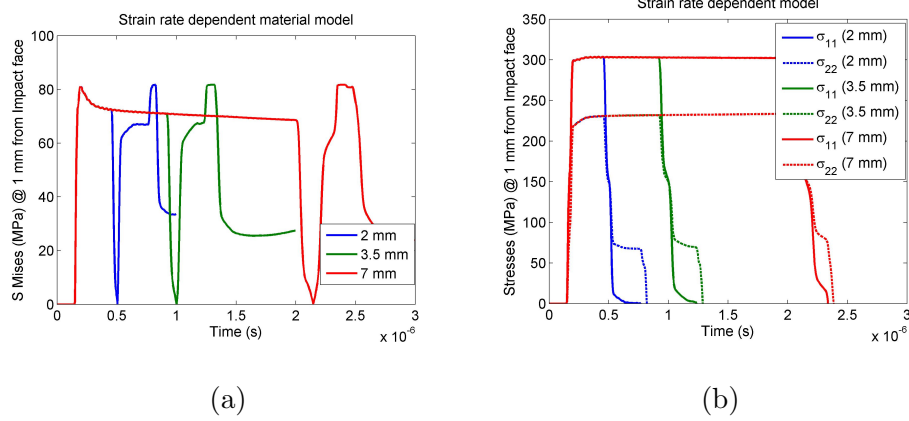 Strain rate dependent material model
S Mises (MPa) @ 1 mm from Impact face
100
80
60
40
20
0
0 0.5 1 1.5 2 2.5 3
Time (s)
x 10⁻⁶
2 mm
3.5 mm
7 mm
(a)
Strain rate dependent model
Stresses (MPa) @ 1 mm from Impact face
350
300
250
200
150
100
50
0
0 0.5 1 1.5 2 2.5 3
Time (s)
x 10⁻⁶
σ₁₁ (2 mm)
σ₂₂ (2 mm)
σ₁₁ (3.5 mm)
σ₂₂ (3.5 mm)
σ₁₁ (7 mm)
σ₂₂ (7 mm)
(b)